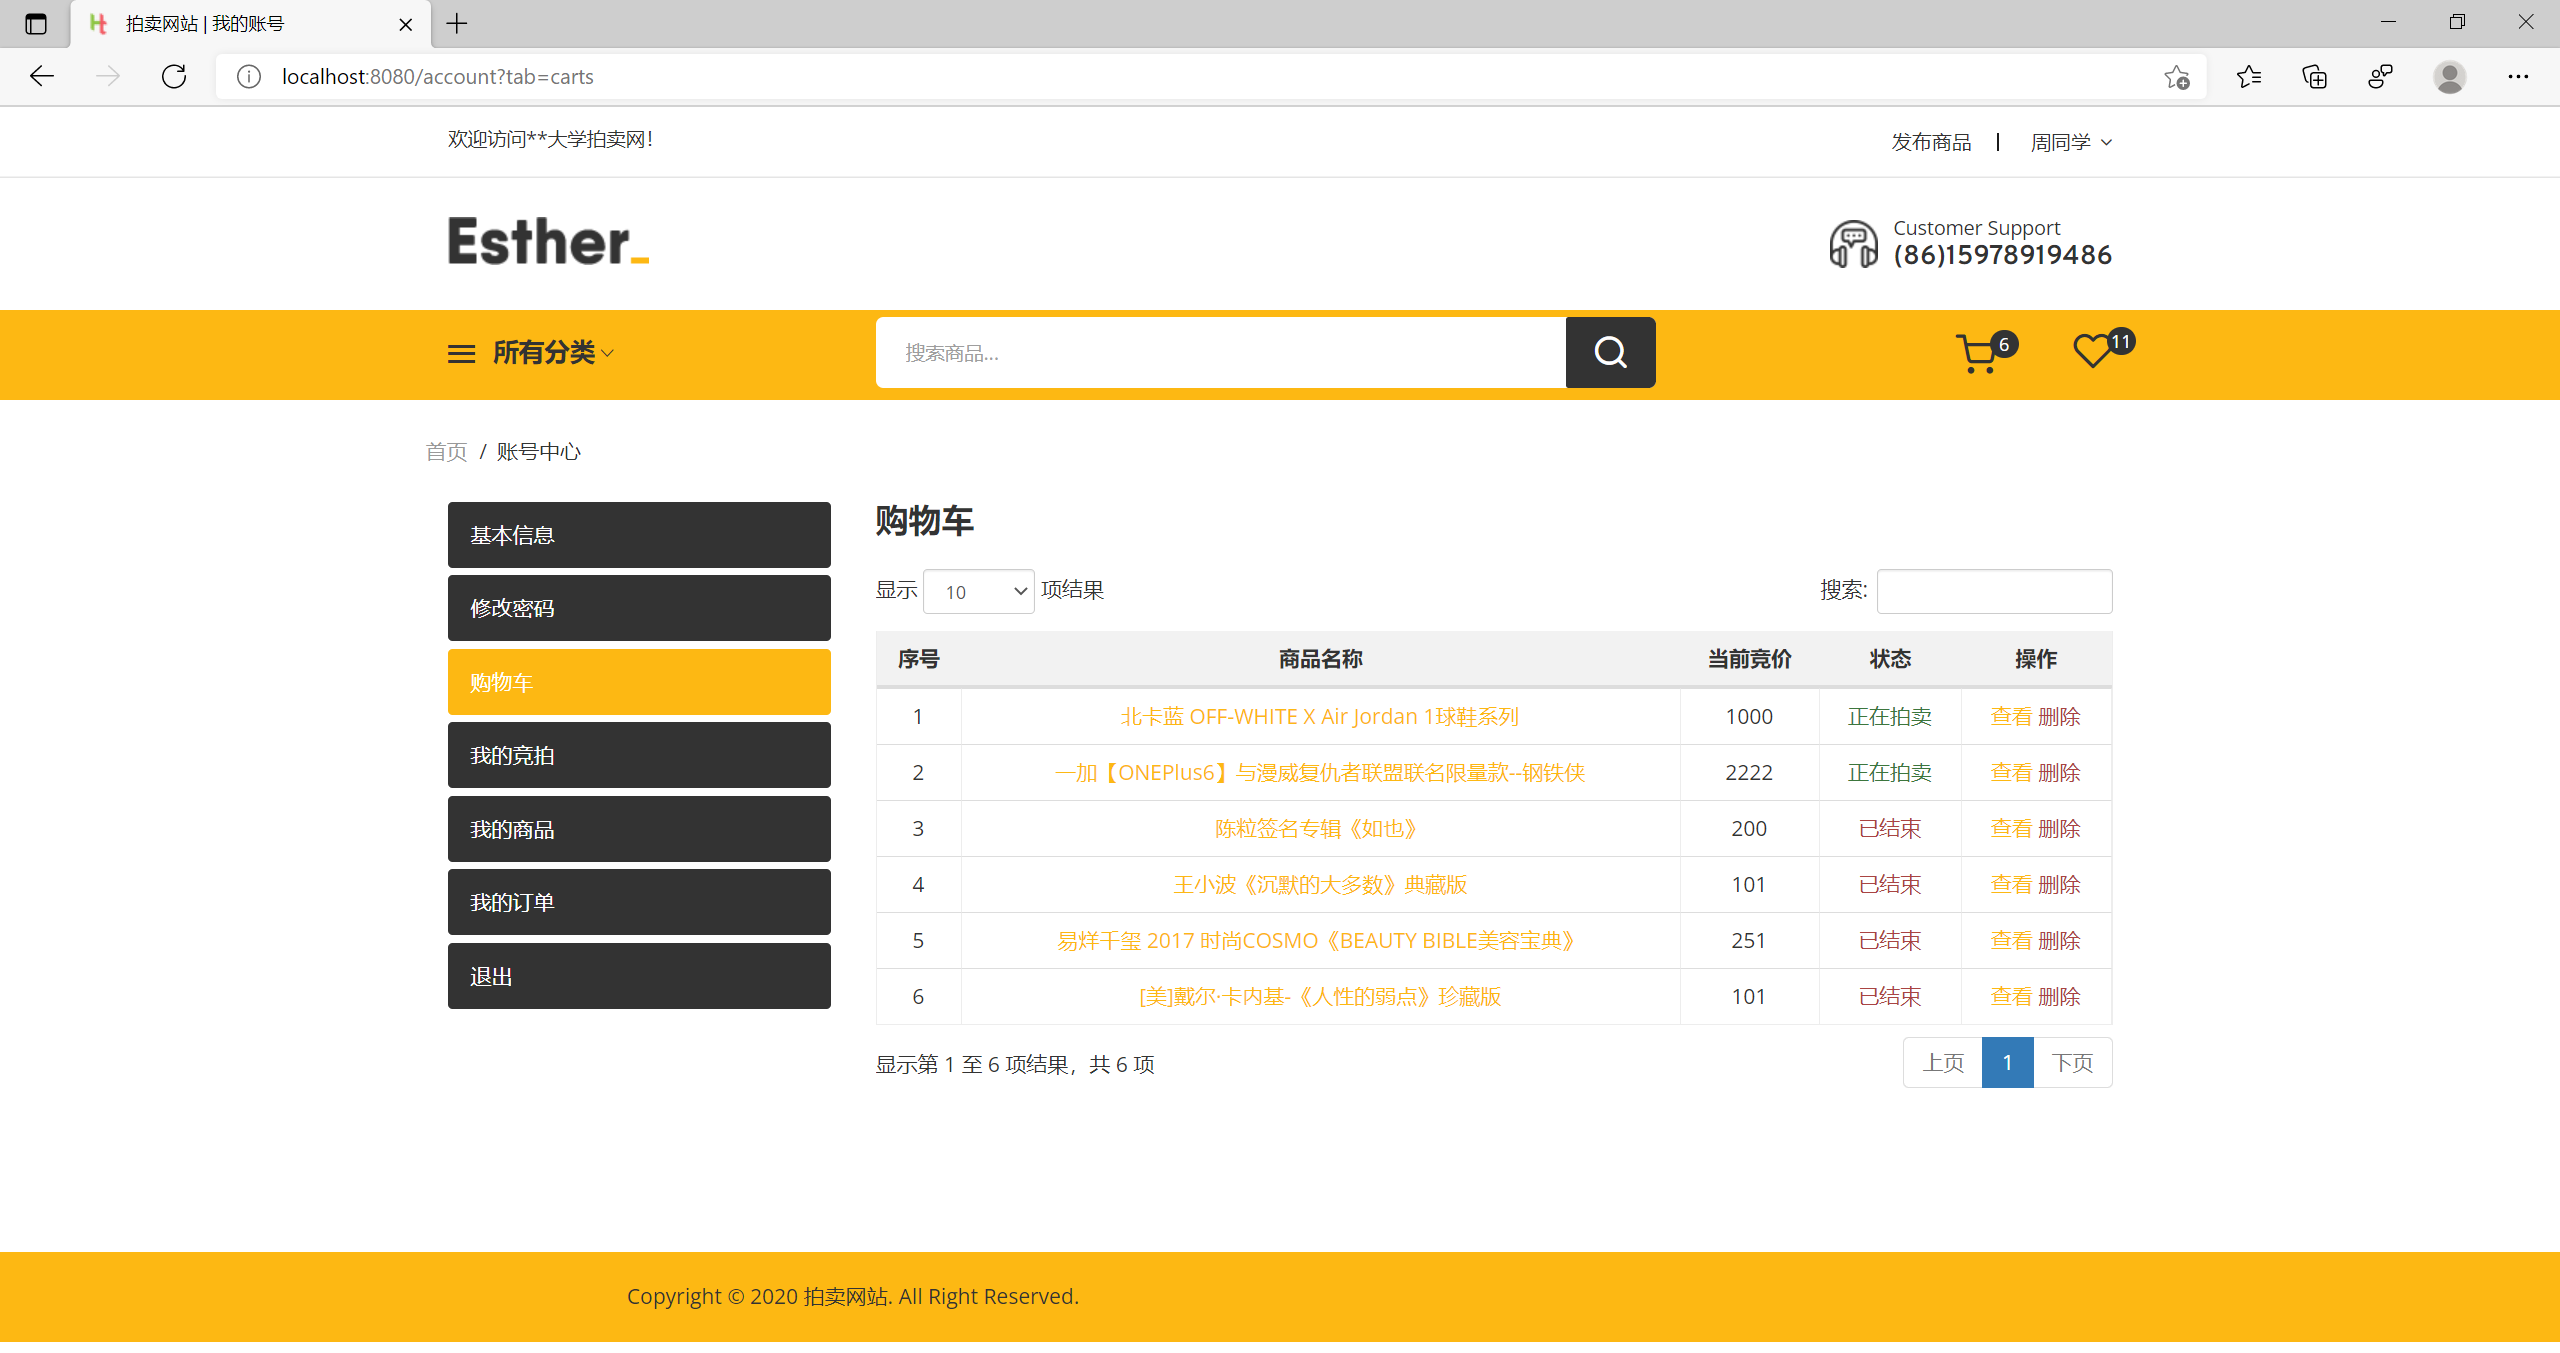 拍卖网站 | 我的账号
localhost:8080/account?tab=carts
欢迎访问**大学拍卖网!
发布商品 | 周同学
Esther_
Customer Support
(86)15978919486
所有分类
搜索商品...
6
11
首页 / 账号中心
基本信息
修改密码
购物车
我的竞拍
我的商品
我的订单
退出
购物车
显示 10 项结果
搜索:
序号 商品名称 当前竞价 状态 操作
1 北卡蓝 OFF-WHITE X Air Jordan 1球鞋系列 1000 正在拍卖 查看 删除
2 一加【ONEPlus6】与漫威复仇者联盟联名限量款--钢铁侠 2222 正在拍卖 查看 删除
3 陈粒签名专辑《如也》 200 已结束 查看 删除
4 王小波《沉默的大多数》典藏版 101 已结束 查看 删除
5 易烊千玺 2017 时尚COSMO《BEAUTY BIBLE美容宝典》 251 已结束 查看 删除
6 [美]戴尔·卡内基-《人性的弱点》珍藏版 101 已结束 查看 删除
显示第 1 至 6 项结果，共 6 项
上页 1 下页
Copyright © 2020 拍卖网站. All Right Reserved.